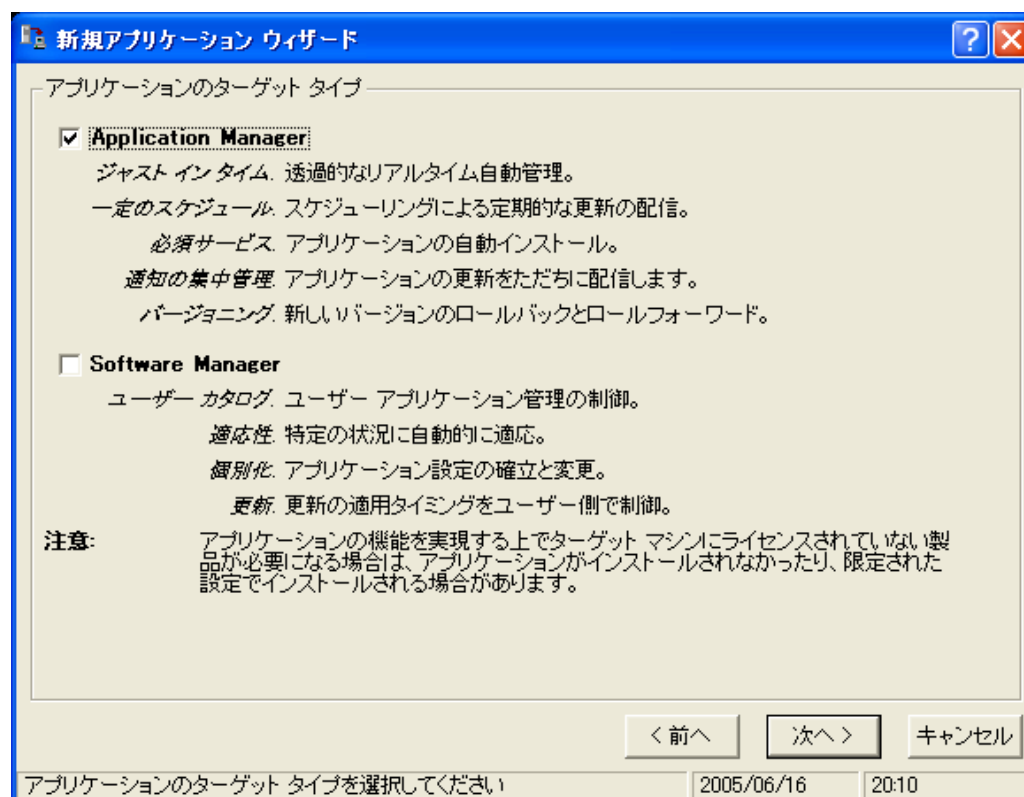 新規アプリケーション ウィザード
アプリケーションのターゲット タイプ
Application Manager
ジャスト イン タイム. 透過的なリアルタイム自動管理。
一定のスケジュール. スケジューリングによる定期的な更新の配信。
必須サービス. アプリケーションの自動インストール。
通知の集中管理. アプリケーションの更新をただちに配信します。
バージョニング. 新しいバージョンのロールバックとロールフォーワード。
Software Manager
ユーザー カタログ. ユーザー アプリケーション管理の制御。
適応性. 特定の状況に自動的に適応。
個別化. アプリケーション設定の確立と変更。
更新. 更新の適用タイミングをユーザー側で制御。
注意: アプリケーションの機能を実現する上でターゲット マシンにライセンスされていない製
品が必要になる場合は、アプリケーションがインストールされなかったり、限定された
設定でインストールされる場合があります。
< 前へ 次へ > キャンセル
アプリケーションのターゲット タイプを選択してください 2005/06/16 20:10